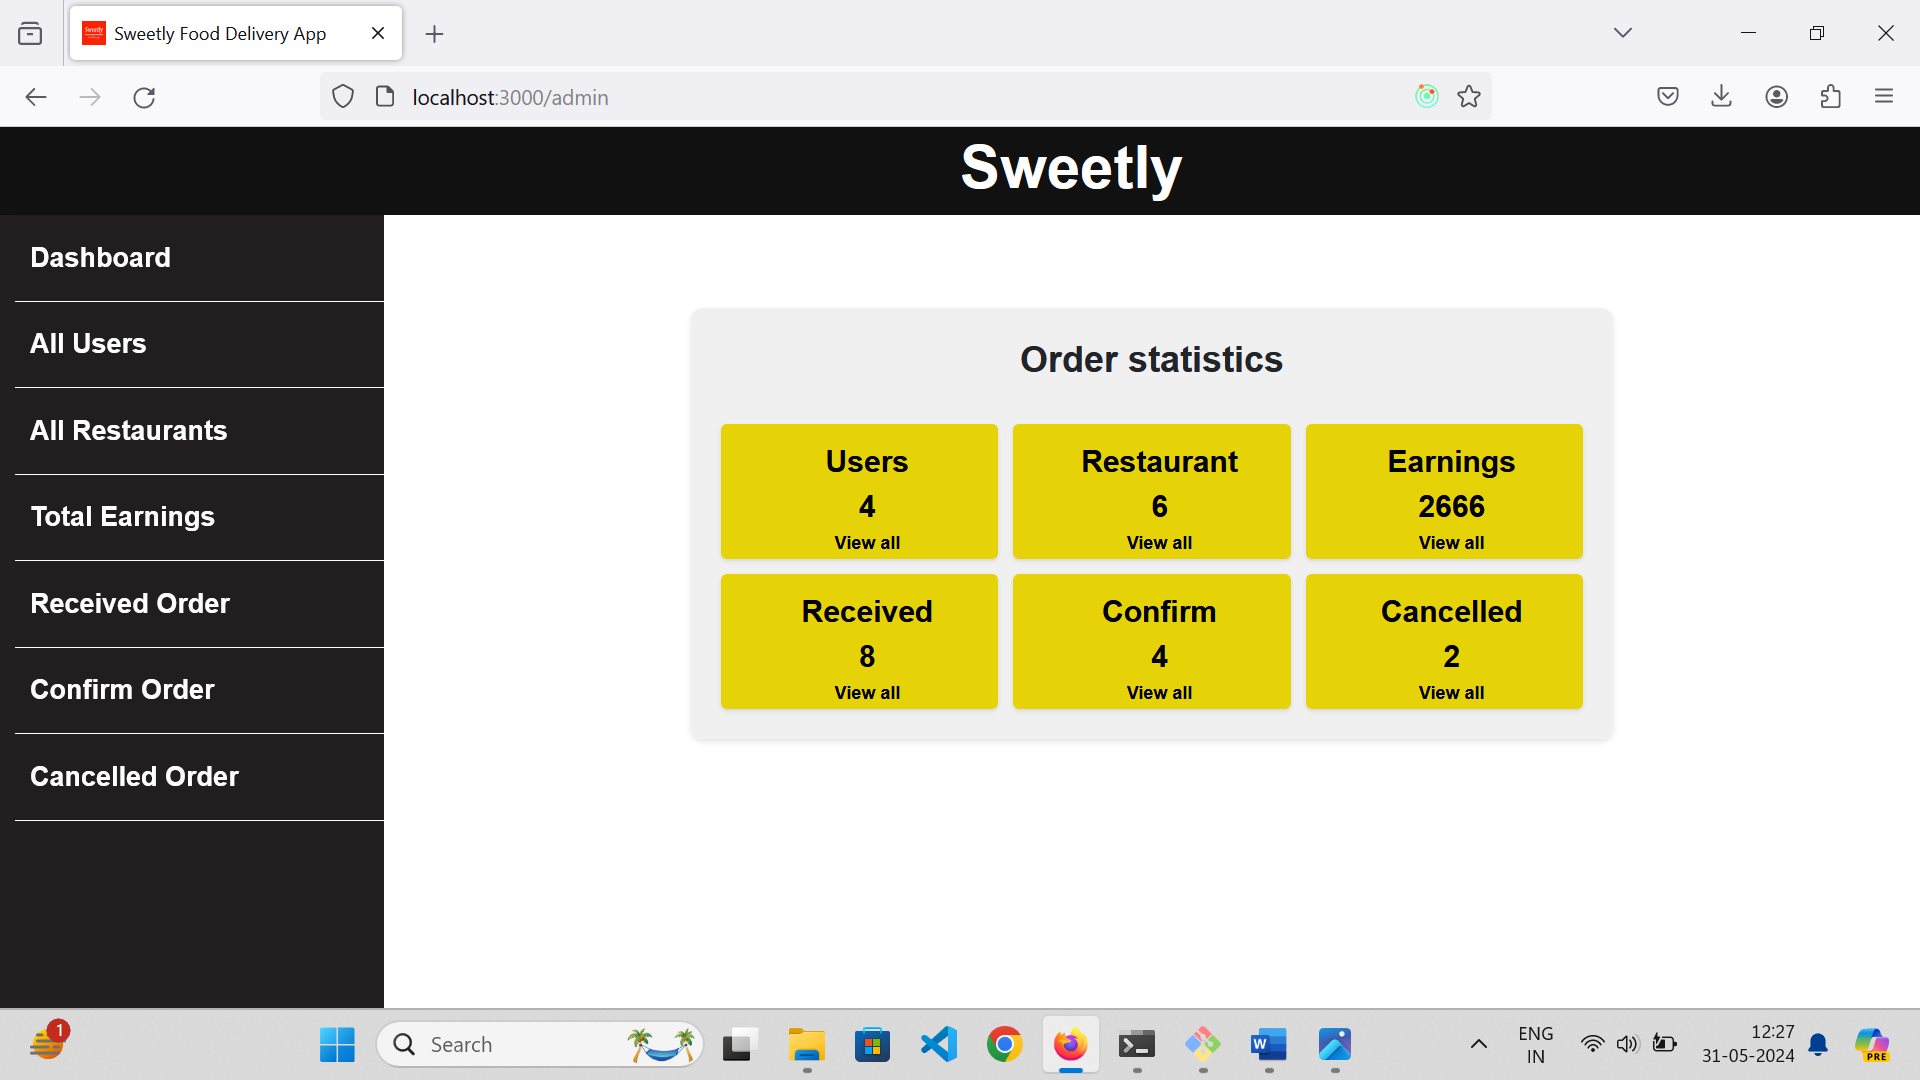 Sweetly Food Delivery App
localhost:3000/admin
Sweetly
Dashboard
All Users
All Restaurants
Total Earnings
Received Order
Confirm Order
Cancelled Order
Order statistics
Users
4
View all
Restaurant
6
View all
Earnings
2666
View all
Received
8
View all
Confirm
4
View all
Cancelled
2
View all
1
Search
W
ENG
IN
12:27
31-05-2024
PRE